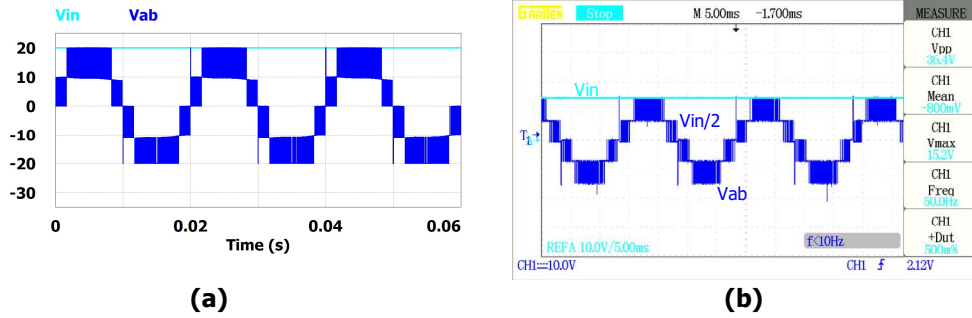 Vin Vab
20
10
0
-10
-20
-30
0 0.02 0.04 0.06
Time (s)
(a)
GRATTEN Stop M 5.00ms -1.700ms
MEASURE
CH1
Vpp
36.4V
CH1
Mean
-800mV
CH1
Vmax
15.2V
CH1
Freq
50.0Hz
CH1
+Dut
500m%
Vin
Vin/2
Vab
f<10Hz
REFA 10.0V/5.00ms
CH1 10.0V CH1 2.12V
(b)